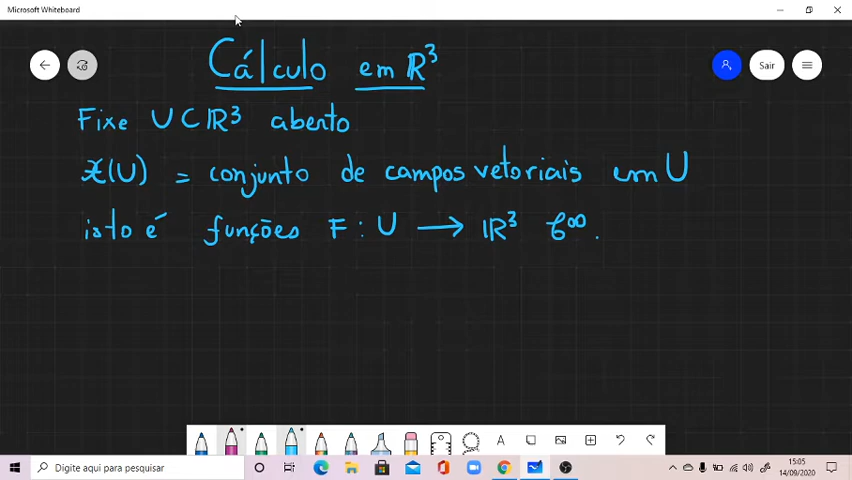 Microsoft Whiteboard
Cálculo em ℝ³
Sair
Fixe U ⊂ ℝ³ aberto
𝔛(U) = conjunto de campos vetoriais em U
isto é funções F : U → ℝ³ 𝒞^∞.
A
Digite aqui para pesquisar
15:05
14/09/2020